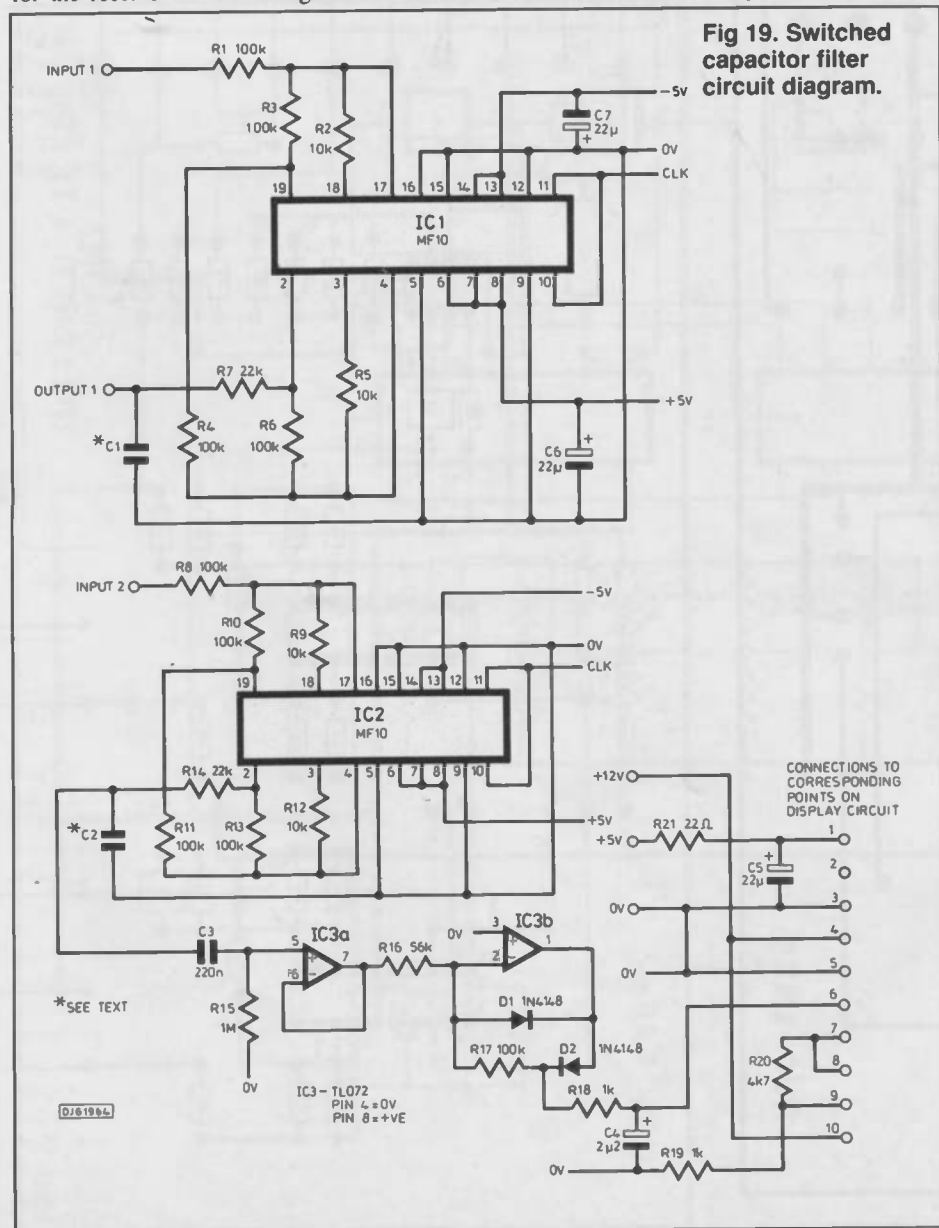 Fig 19. Switched
capacitor filter
circuit diagram.
INPUT 1
R1 100k
R3
100k
R2
10k
C7
22µ
+
-5v
0V
CLK
19
18
17
16
15
14
13
12
11
IC1
MF10
2
3
4
5
6
7
8
9
10
OUTPUT 1
R7 22k
R5
10k
+5V
*C1
R4
100k
R6
100k
C6
22µ
+
INPUT 2
R8 100k
R10
100k
R9
10k
-5V
0V
CLK
19
18
17
16
15
14
13
12
11
IC2
MF10
2
3
4
5
6
7
8
9
10
R14 22k
*C2
R11
100k
R13
100k
R12
10k
+5V
+12V
CONNECTIONS TO
CORRESPONDING
POINTS ON
DISPLAY CIRCUIT
+5V
R21 22Ω
C5
22µ
+
0V
0V
1
2
3
4
5
6
7
8
9
10
C3
220n
R15
1M
0V
5
6
7
+
-
IC3a
R16 56k
0V
3
2
1
+
-
IC3b
D1 1N4148
R17 100k
D2
1N4148
R18 1k
C4
2µ2
+
R20
4k7
0V
R19 1k
*SEE TEXT
IC3 - TL072
PIN 4 = 0V
PIN 8 = +VE
DJ61964